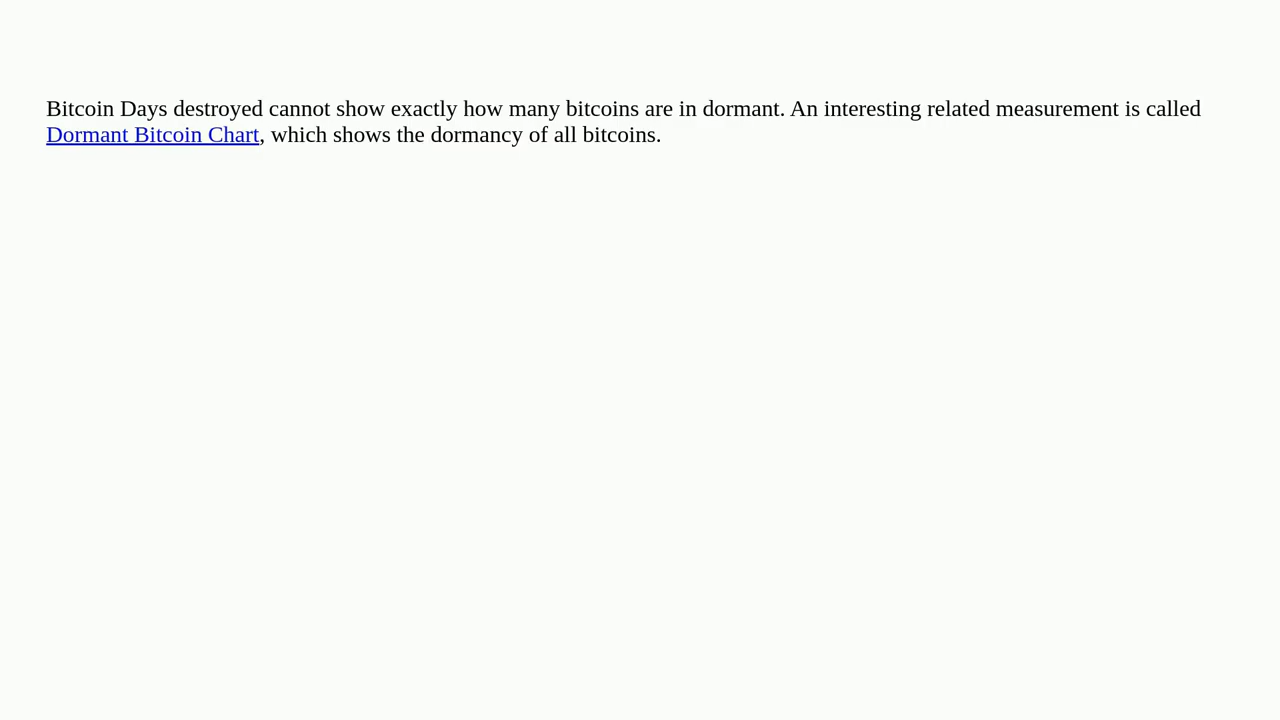 Bitcoin Days destroyed cannot show exactly how many bitcoins are in dormant. An interesting related measurement is called
Dormant Bitcoin Chart, which shows the dormancy of all bitcoins.